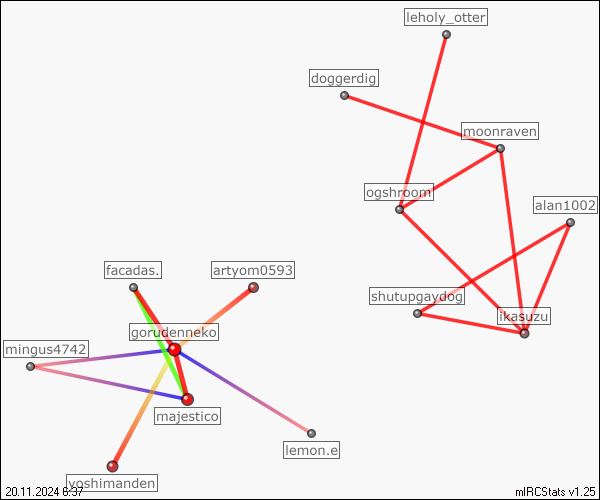 leholy_otter
doggerdig
moonraven
ogshroom
alan1002
facadas.
artyom0593
shutupgaydog
ikasuzu
gorudenneko
mingus4742
majestico
lemon.e
yoshimanden
20.11.2024 6:37
mIRCStats v1.25